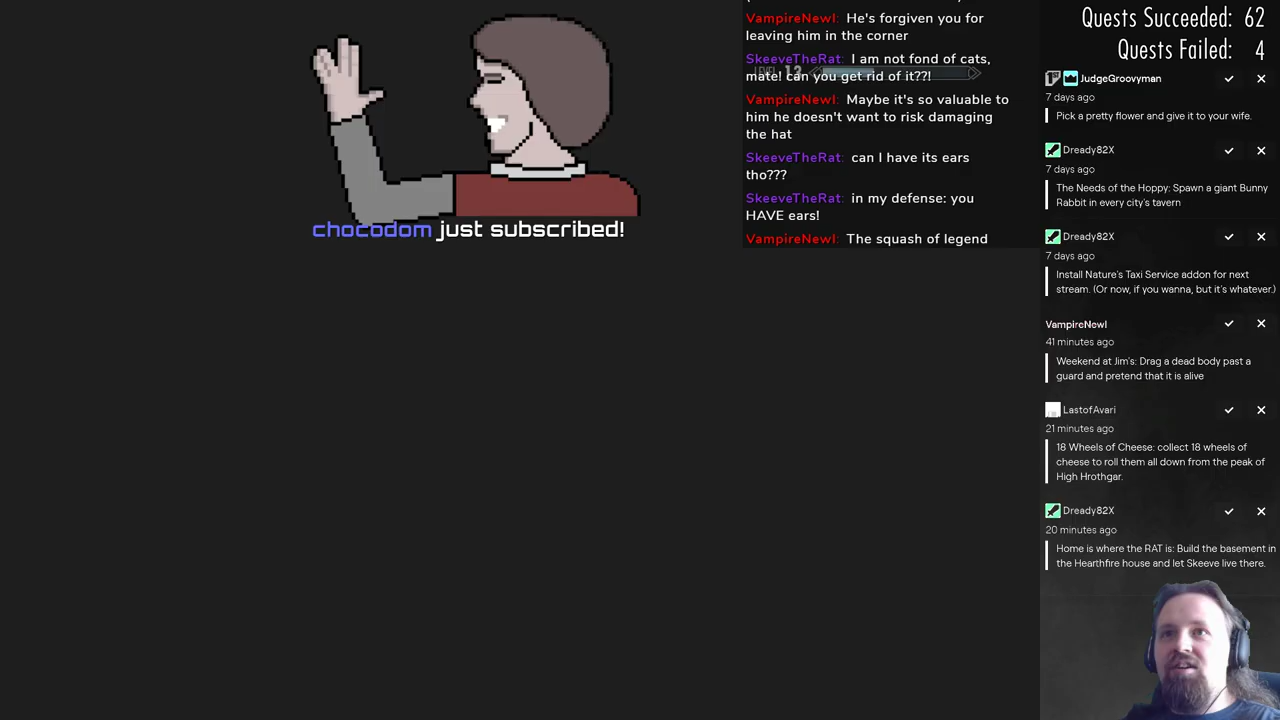 VampireNewl: He's forgiven you for
leaving him in the corner
SkeeveTheRat: I am not fond of cats,
mate! can you get rid of it??!
LEVEL 13
VampireNewl: Maybe it's so valuable to
him he doesn't want to risk damaging
the hat
SkeeveTheRat: can I have its ears
tho???
SkeeveTheRat: in my defense: you
HAVE ears!
VampireNewl: The squash of legend
chocodom just subscribed!
Quests Succeeded: 62
Quests Failed: 4
JudgeGroovyman
7 days ago
Pick a pretty flower and give it to your wife.
Dready82X
7 days ago
The Needs of the Hoppy: Spawn a giant Bunny
Rabbit in every city's tavern
Dready82X
7 days ago
Install Nature's Taxi Service addon for next
stream. (Or now, if you wanna, but it's whatever.)
VampireNewl
41 minutes ago
Weekend at Jim's: Drag a dead body past a
guard and pretend that it is alive
LastofAvari
21 minutes ago
18 Wheels of Cheese: collect 18 wheels of
cheese to roll them all down from the peak of
High Hrothgar.
Dready82X
20 minutes ago
Home is where the RAT is: Build the basement in
the Hearthfire house and let Skeeve live there.